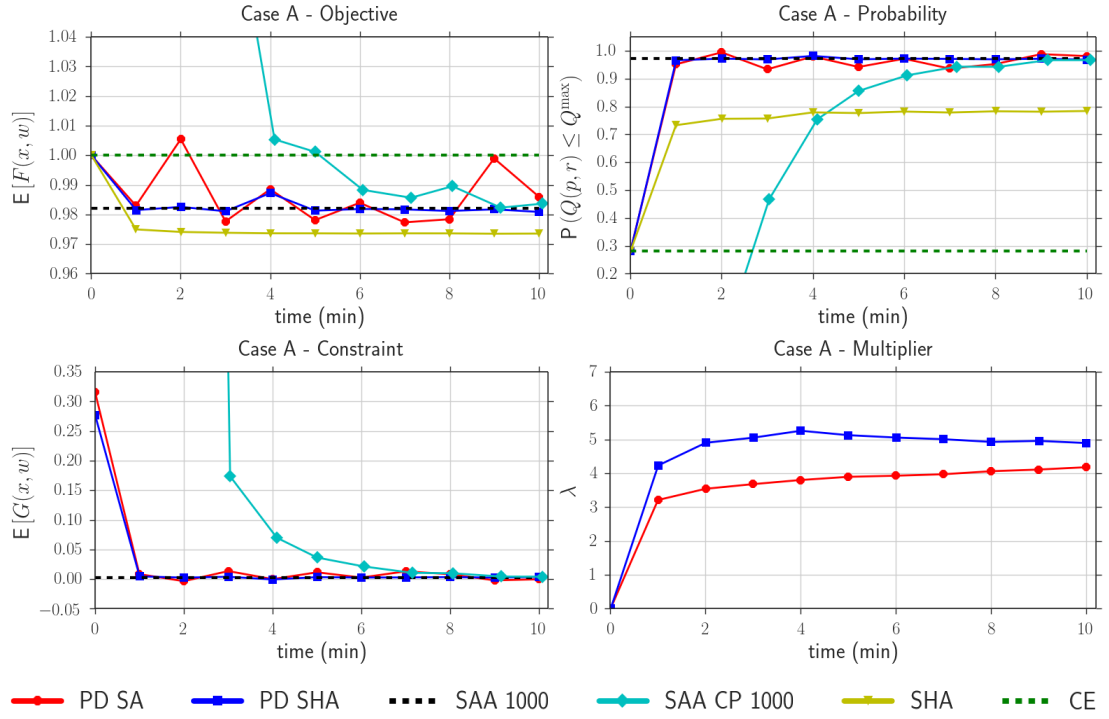 Case A - Objective
E [F(x, w)]
1.04
1.03
1.02
1.01
1.00
0.99
0.98
0.97
0.96
0 2 4 6 8 10
time (min)
Case A - Probability
P (Q(p, r) ≤ Q^max)
1.0
0.9
0.8
0.7
0.6
0.5
0.4
0.3
0.2
0 2 4 6 8 10
time (min)
Case A - Constraint
E [G(x, w)]
0.35
0.30
0.25
0.20
0.15
0.10
0.05
0.00
−0.05
0 2 4 6 8 10
time (min)
Case A - Multiplier
λ
7
6
5
4
3
2
1
0
0 2 4 6 8 10
time (min)
PD SA PD SHA SAA 1000 SAA CP 1000 SHA CE